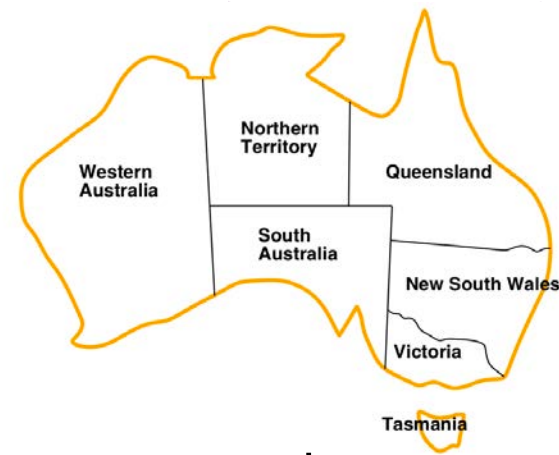 Northern
Territory
Western
Australia
Queensland
South
Australia
New South Wales
Victoria
Tasmania